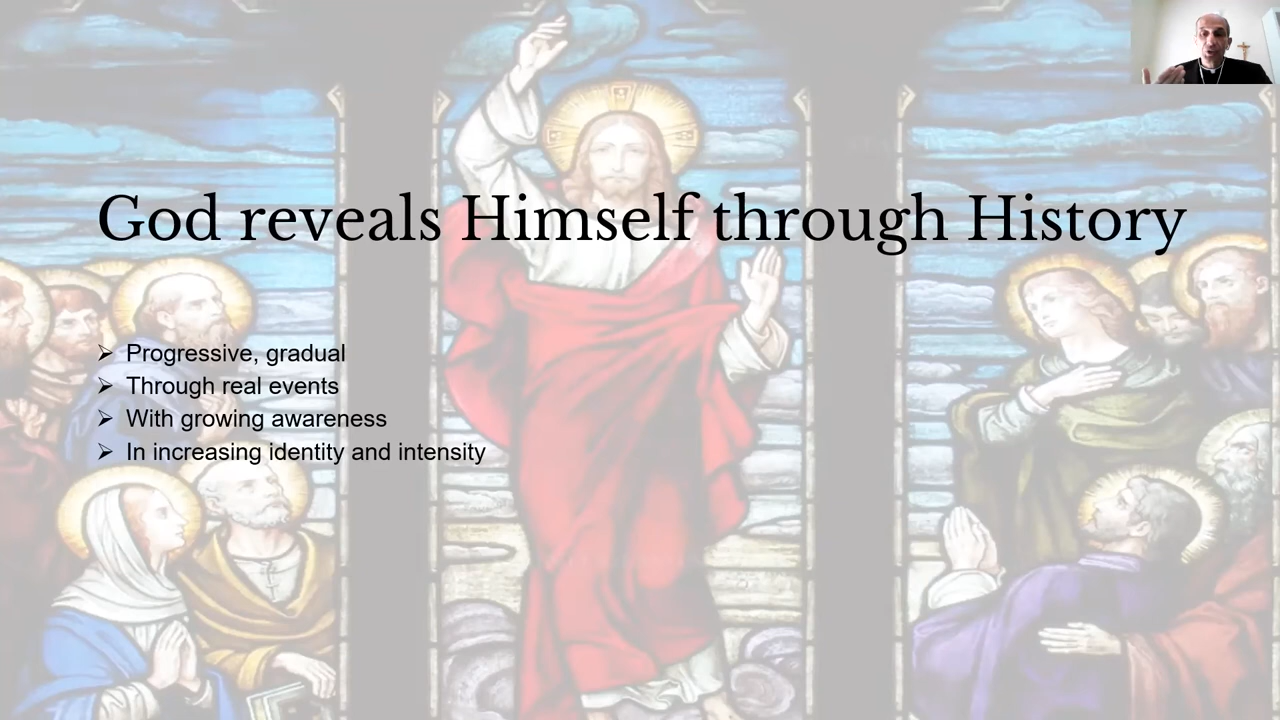 God reveals Himself through History
➢ Progressive, gradual
➢ Through real events
➢ With growing awareness
➢ In increasing identity and intensity